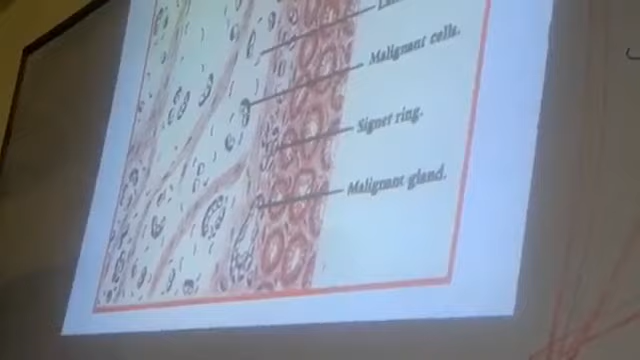 Malignant cells.
Signet ring.
Malignant gland.